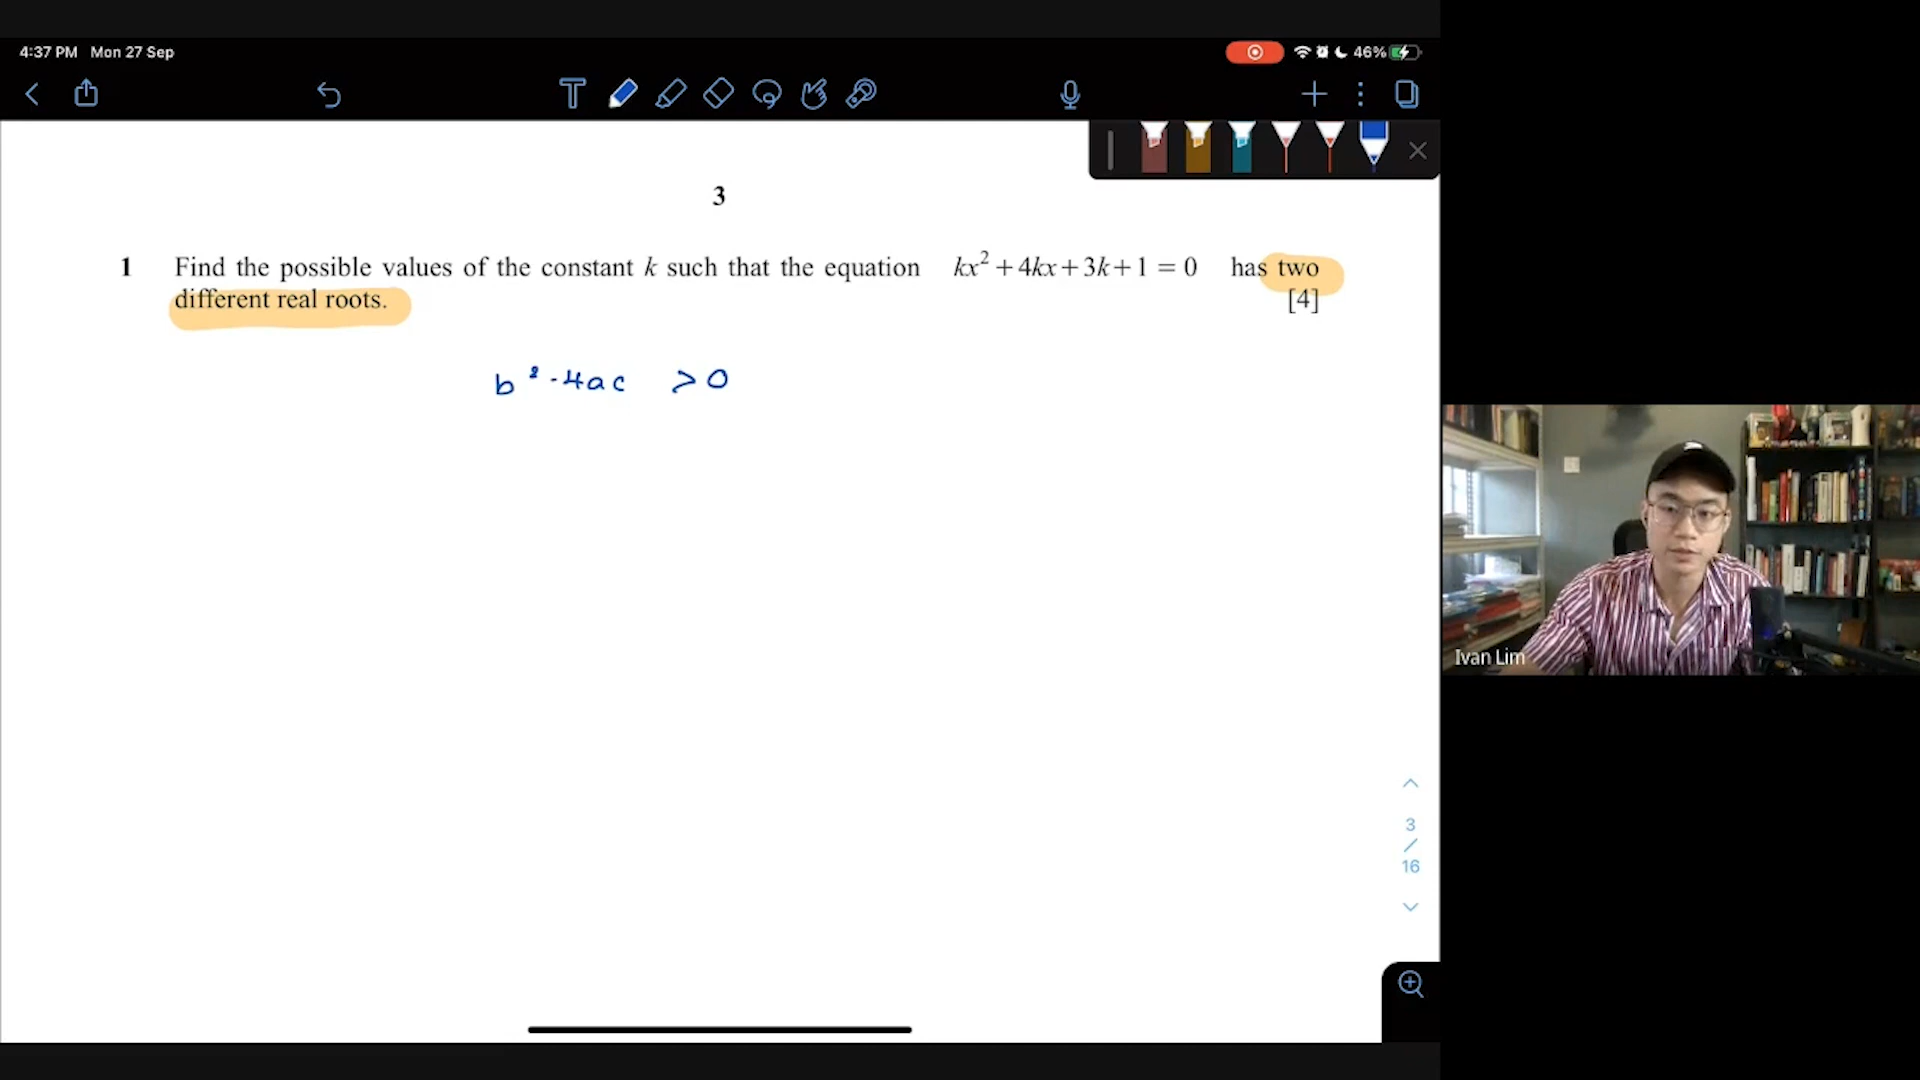 4:37 PM Mon 27 Sep
46%
3
1 Find the possible values of the constant k such that the equation kx² + 4kx + 3k + 1 = 0 has two
different real roots. [4]
b² - 4ac > 0
Ivan Lim
3
/
16